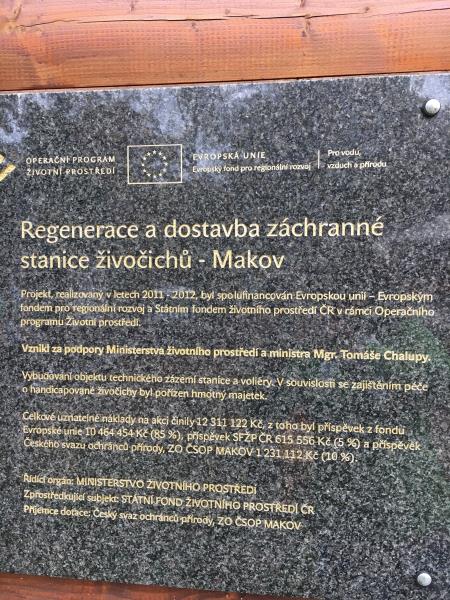 OPERAČNÍ PROGRAM
ŽIVOTNÍ PROSTŘEDÍ
EVROPSKÁ UNIE
Evropský fond pro regionální rozvoj
Pro vodu,
vzduch a přírodu
Regenerace a dostavba záchranné
stanice živočichů - Makov
Projekt, realizovaný v letech 2011 - 2012, byl spolufinancován Evropskou unií – Evropským
fondem pro regionální rozvoj a Státním fondem životního prostředí ČR v rámci Operačního
programu Životní prostředí.
Vznikl za podpory Ministerstva životního prostředí a ministra Mgr. Tomáše Chalupy.
Vybudování objektu technického zázemí stanice a voliéry. V souvislosti se zajištěním péče
o handicapované živočichy byl pořízen hmotný majetek.
Celkové uznatelné náklady na akci činily 12 311 122 Kč, z toho byl příspěvek z fondu
Evropské unie 10 464 454 Kč (85 %), příspěvek SFŽP ČR 615 556 Kč (5 %) a příspěvek
Českého svazu ochránců přírody, ZO ČSOP MAKOV 1 231 112 Kč (10 %).
Řídící orgán: MINISTERSTVO ŽIVOTNÍHO PROSTŘEDÍ
Zprostředkující subjekt: STÁTNÍ FOND ŽIVOTNÍHO PROSTŘEDÍ ČR
Příjemce dotace: Český svaz ochránců přírody, ZO ČSOP MAKOV